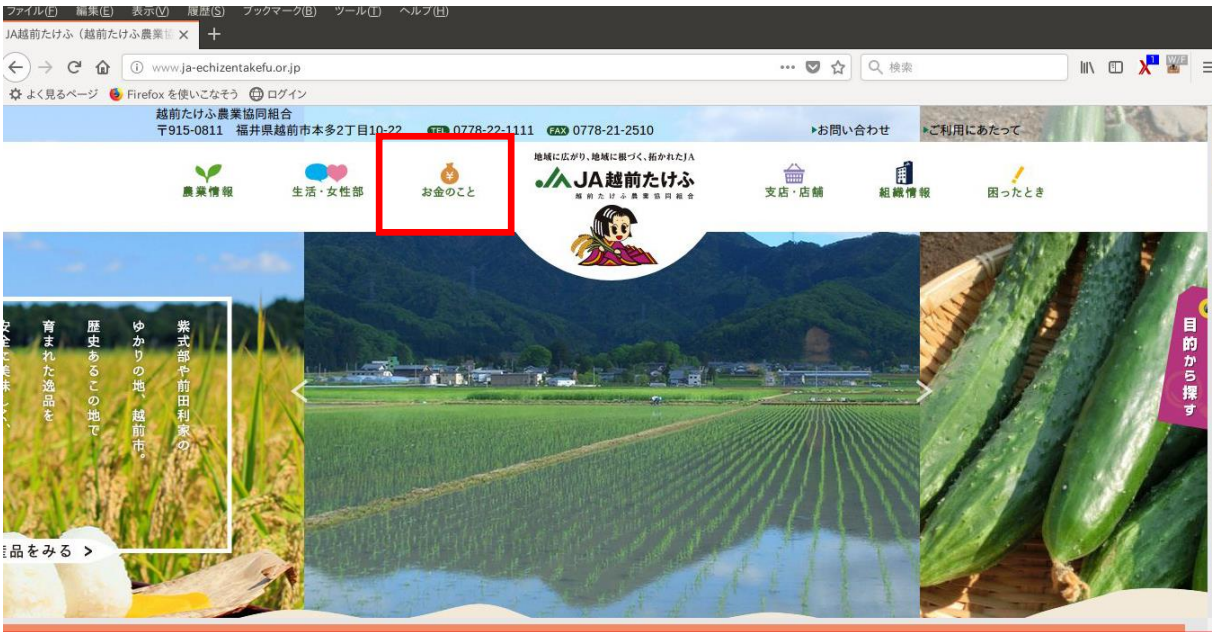 ファイル(F) 編集(E) 表示(V) 履歴(S) ブックマーク(B) ツール(T) ヘルプ(H)
JA越前たけふ（越前たけふ農業
www.ja-echizentakefu.or.jp
検索
よく見るページ Firefox を使いこなそう ログイン
越前たけふ農業協同組合
〒915-0811 福井県越前市本多2丁目10-22 TEL 0778-22-1111 FAX 0778-21-2510
お問い合わせ ご利用にあたって
地域に広がり、地域に根づく、拓かれたJA
JA越前たけふ
越前たけふ農業協同組合
農業情報 生活・女性部 お金のこと 支店・店舗 組織情報 困ったとき
紫式部や前田利家の
ゆかりの地、越前市。
歴史あるこの地で
育まれた逸品を
産品をみる >
目的から探す